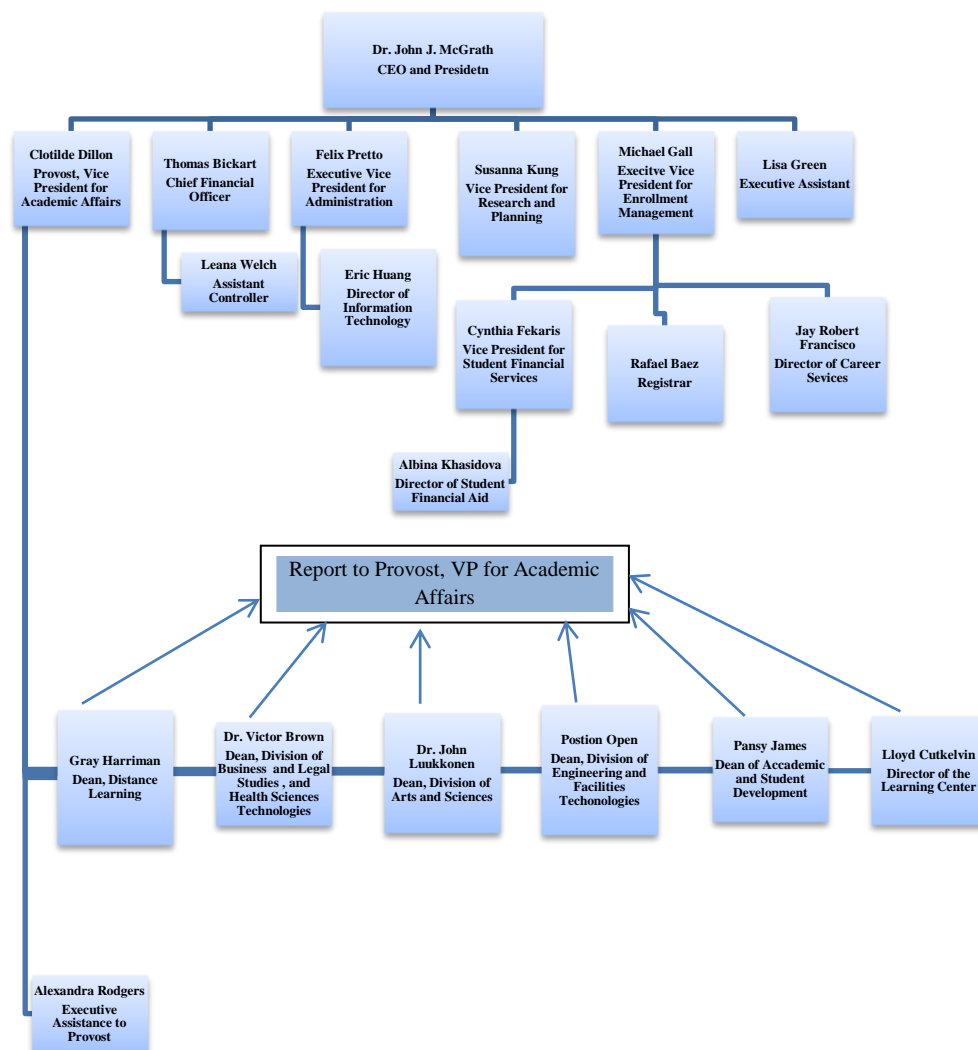 Dr. John J. McGrath
CEO and Presidetn
Clotilde Dillon
Provost, Vice
President for
Academic Affairs
Thomas Bickart
Chief Financial
Officer
Felix Pretto
Executive Vice
President for
Administration
Susanna Kung
Vice President for
Research and
Planning
Michael Gall
Execitve Vice
President for
Enrollment
Management
Lisa Green
Executive Assistant
Leana Welch
Assistant
Controller
Eric Huang
Director of
Information
Technology
Cynthia Fekaris
Vice President for
Student Financial
Services
Rafael Baez
Registrar
Jay Robert
Francisco
Director of Career
Sevices
Albina Khasidova
Director of Student
Financial Aid
Report to Provost, VP for Academic
Affairs
Gray Harriman
Dean, Distance
Learning
Dr. Victor Brown
Dean, Division of
Business and Legal
Studies , and
Health Sciences
Technologies
Dr. John
Luukkonen
Dean, Division of
Arts and Sciences
Postion Open
Dean, Division of
Engineering and
Facilities
Techonologies
Pansy James
Dean of Accademic
and Student
Development
Lloyd Cutkelvin
Director of the
Learning Center
Alexandra Rodgers
Executive
Assistance to
Provost